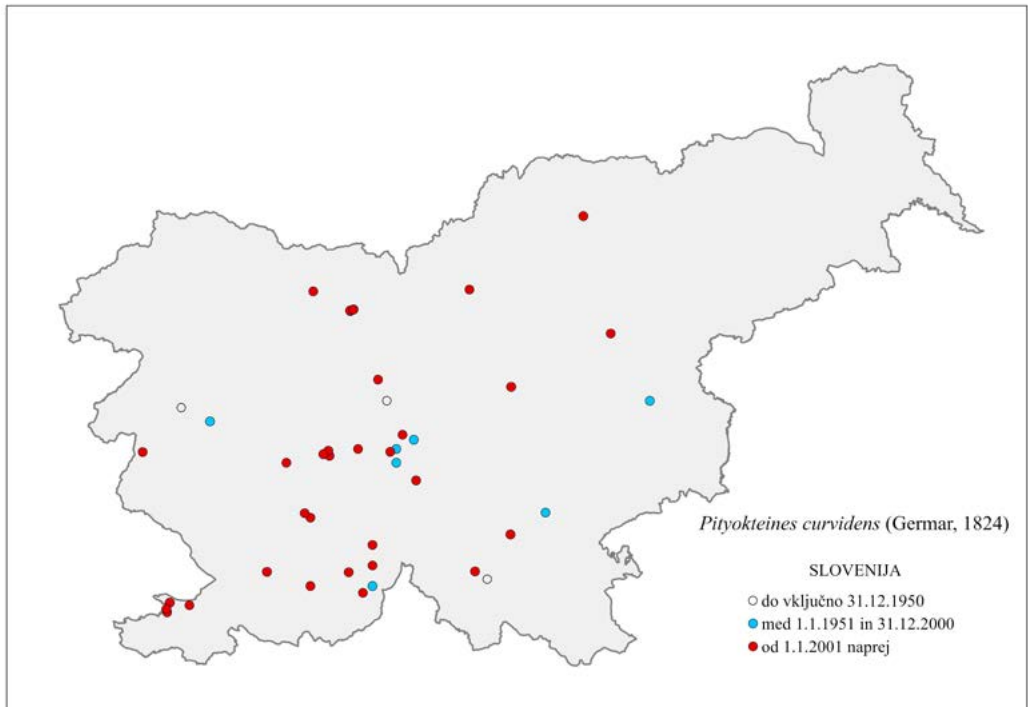 Pityokteines curvidens (Germar, 1824)
SLOVENIJA
do vključno 31.12.1950
med 1.1.1951 in 31.12.2000
od 1.1.2001 naprej